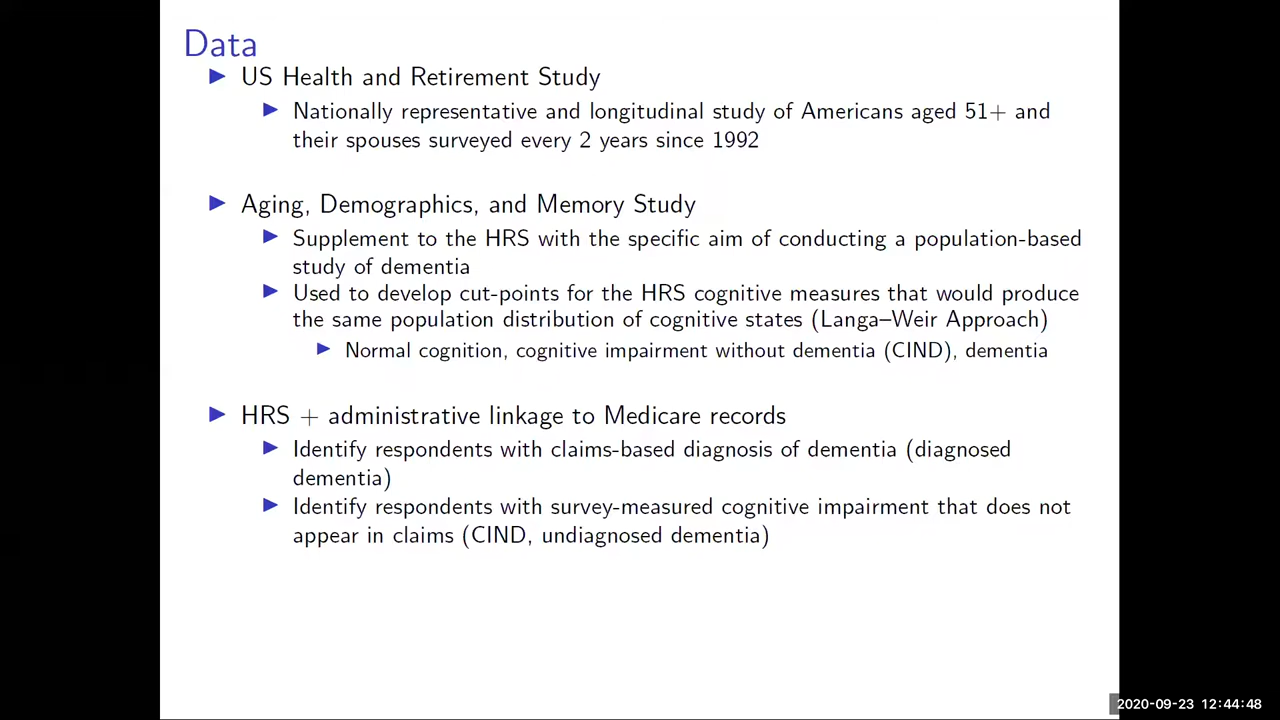 Data
US Health and Retirement Study
Nationally representative and longitudinal study of Americans aged 51+ and
their spouses surveyed every 2 years since 1992
Aging, Demographics, and Memory Study
Supplement to the HRS with the specific aim of conducting a population-based
study of dementia
Used to develop cut-points for the HRS cognitive measures that would produce
the same population distribution of cognitive states (Langa–Weir Approach)
Normal cognition, cognitive impairment without dementia (CIND), dementia
HRS + administrative linkage to Medicare records
Identify respondents with claims-based diagnosis of dementia (diagnosed
dementia)
Identify respondents with survey-measured cognitive impairment that does not
appear in claims (CIND, undiagnosed dementia)
2020-09-23 12:44:48